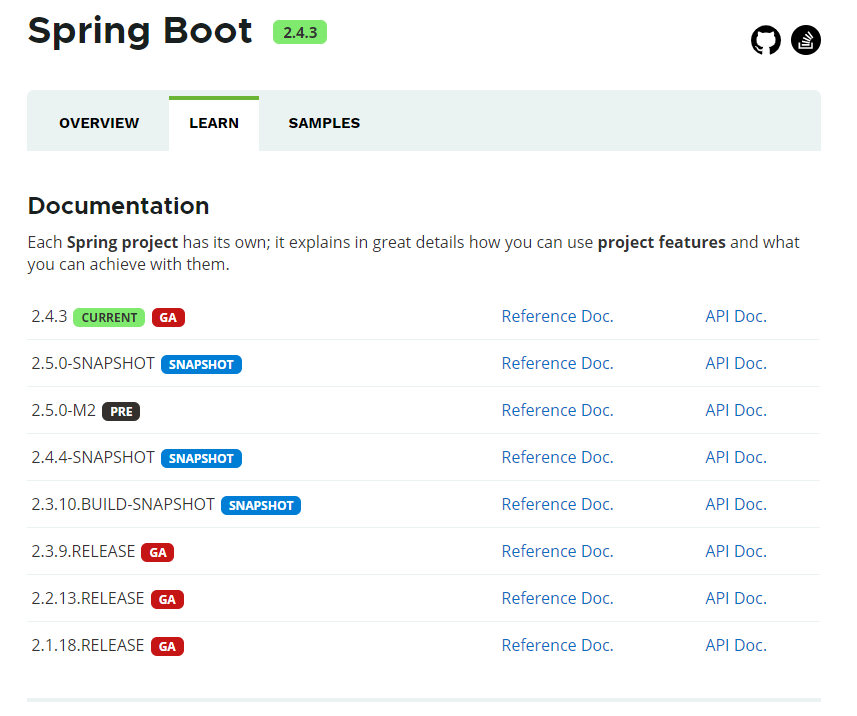 Spring Boot 2.4.3
OVERVIEW LEARN SAMPLES
Documentation
Each Spring project has its own; it explains in great details how you can use project features and what
you can achieve with them.
2.4.3 CURRENT GA Reference Doc. API Doc.
2.5.0-SNAPSHOT SNAPSHOT Reference Doc. API Doc.
2.5.0-M2 PRE Reference Doc. API Doc.
2.4.4-SNAPSHOT SNAPSHOT Reference Doc. API Doc.
2.3.10.BUILD-SNAPSHOT SNAPSHOT Reference Doc. API Doc.
2.3.9.RELEASE GA Reference Doc. API Doc.
2.2.13.RELEASE GA Reference Doc. API Doc.
2.1.18.RELEASE GA Reference Doc. API Doc.